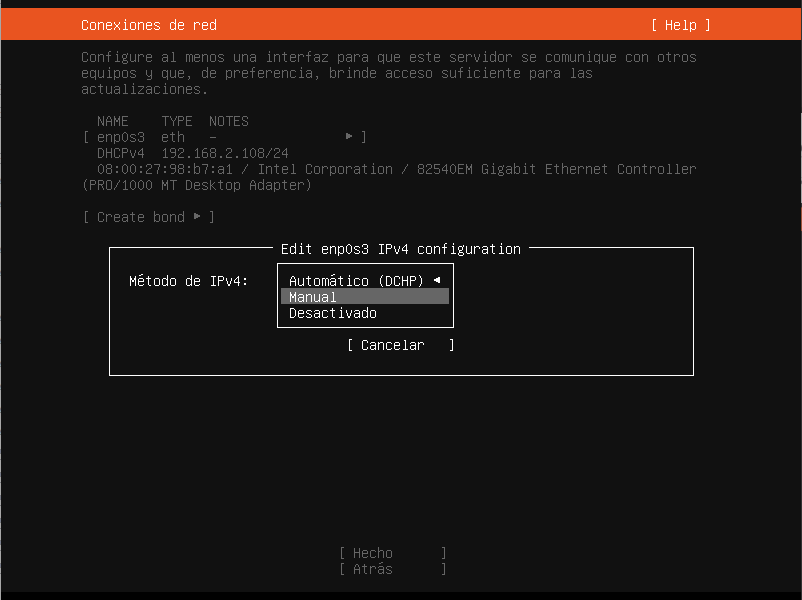 Conexiones de red [ Help ]
Configure al menos una interfaz para que este servidor se comunique con otros
equipos y que, de preferencia, brinde acceso suficiente para las
actualizaciones.
NAME TYPE NOTES
[ enp0s3 eth - ▸ ]
DHCPv4 192.168.2.108/24
08:00:27:98:b7:a1 / Intel Corporation / 82540EM Gigabit Ethernet Controller
(PRO/1000 MT Desktop Adapter)
[ Create bond ▸ ]
Edit enp0s3 IPv4 configuration
Método de IPv4: Automático (DCHP) ◂
Manual
Desactivado
[ Cancelar ]
[ Hecho ]
[ Atrás ]